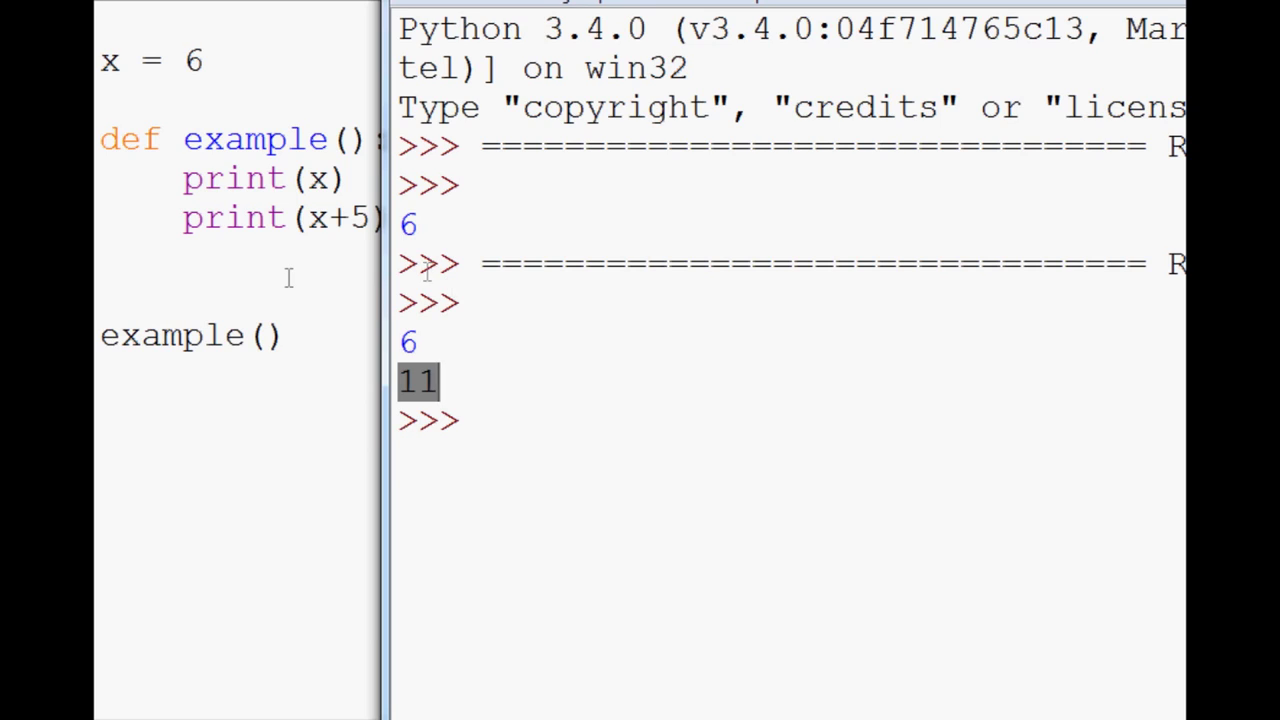 x = 6
def example():
print(x)
print(x+5)
example()
Python 3.4.0 (v3.4.0:04f714765c13, Mar
tel)] on win32
Type "copyright", "credits" or "licens
>>> ================================ R
>>>
6
>>> ================================ R
>>>
6
11
>>>